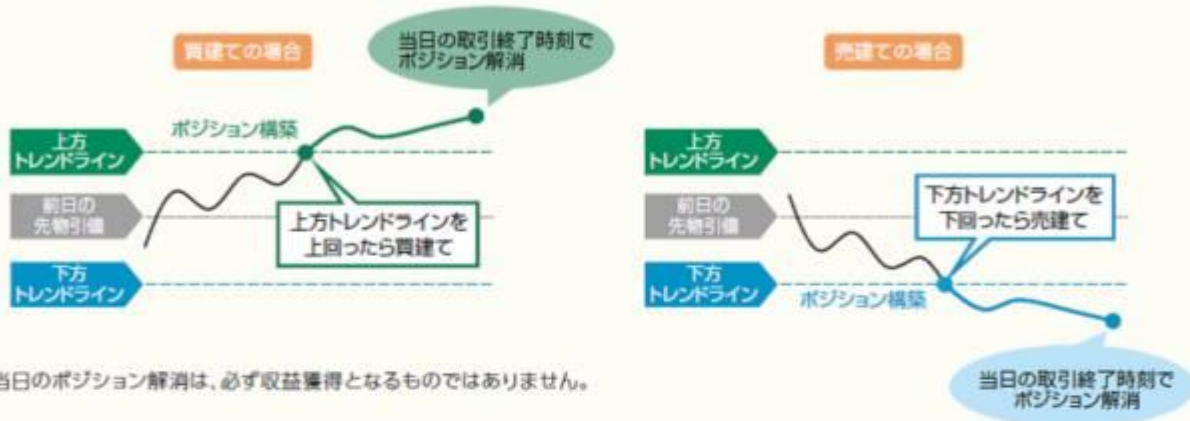 買建ての場合
当日の取引終了時刻で
ポジション解消
上方
トレンドライン
ポジション構築
前日の
先物引値
上方トレンドラインを
上回ったら買建て
下方
トレンドライン
売建ての場合
上方
トレンドライン
前日の
先物引値
下方トレンドラインを
下回ったら売建て
下方
トレンドライン
ポジション構築
当日の取引終了時刻で
ポジション解消
当日のポジション解消は、必ず収益獲得となるものではありません。